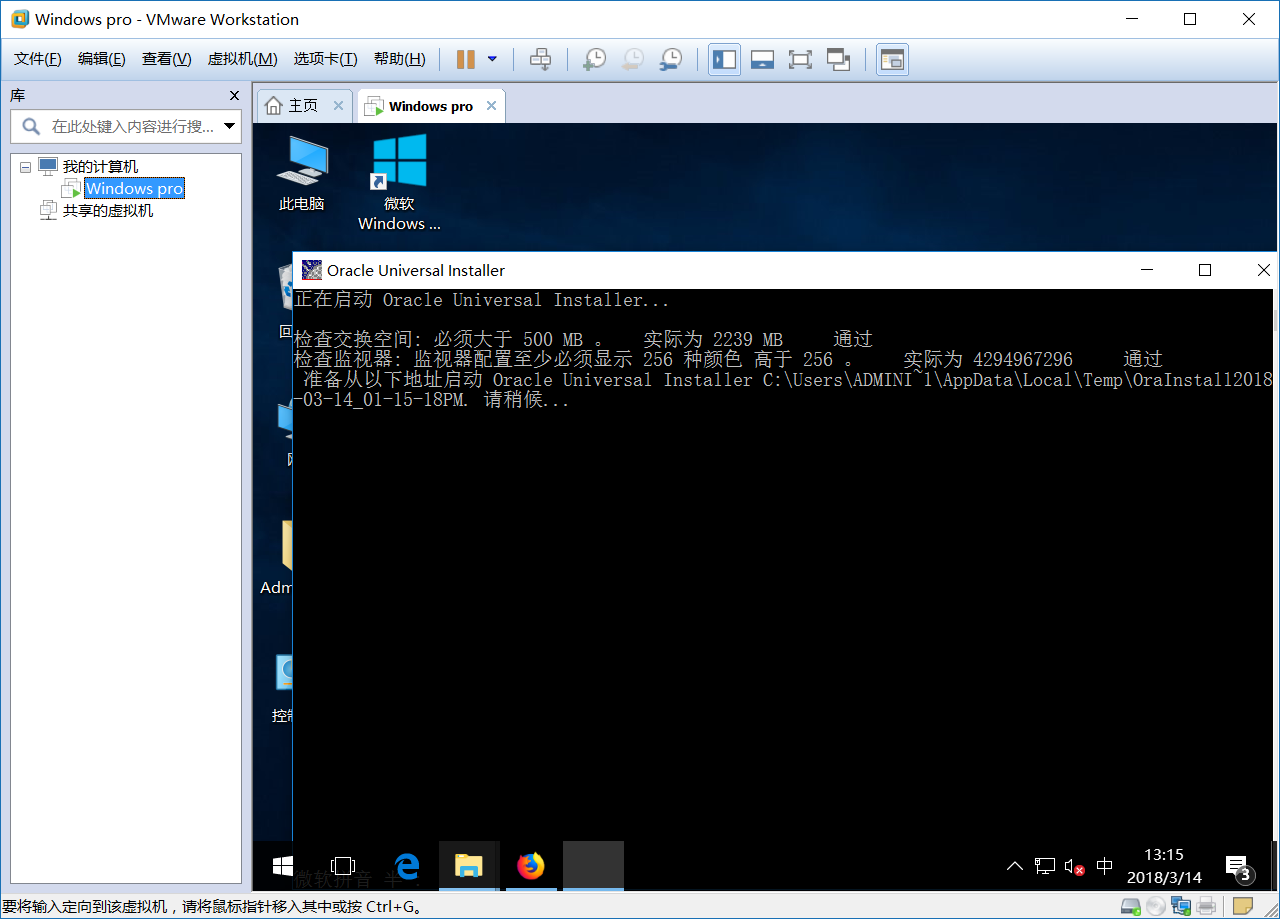 Windows pro - VMware Workstation
文件(F) 编辑(E) 查看(V) 虚拟机(M) 选项卡(T) 帮助(H)
库
在此处键入内容进行搜...
我的计算机
Windows pro
共享的虚拟机
主页
Windows pro
此电脑
微软
Windows ...
回
Adm
控制
Oracle Universal Installer
正在启动 Oracle Universal Installer...
检查交换空间: 必须大于 500 MB 。 实际为 2239 MB 通过
检查监视器: 监视器配置至少必须显示 256 种颜色 高于 256 。 实际为 4294967296 通过
准备从以下地址启动 Oracle Universal Installer C:\Users\ADMINI~1\AppData\Local\Temp\OraInstall2018
-03-14_01-15-18PM. 请稍候...
微软拼音 半 :
中
13:15
2018/3/14
3
要将输入定向到该虚拟机，请将鼠标指针移入其中或按 Ctrl+G。